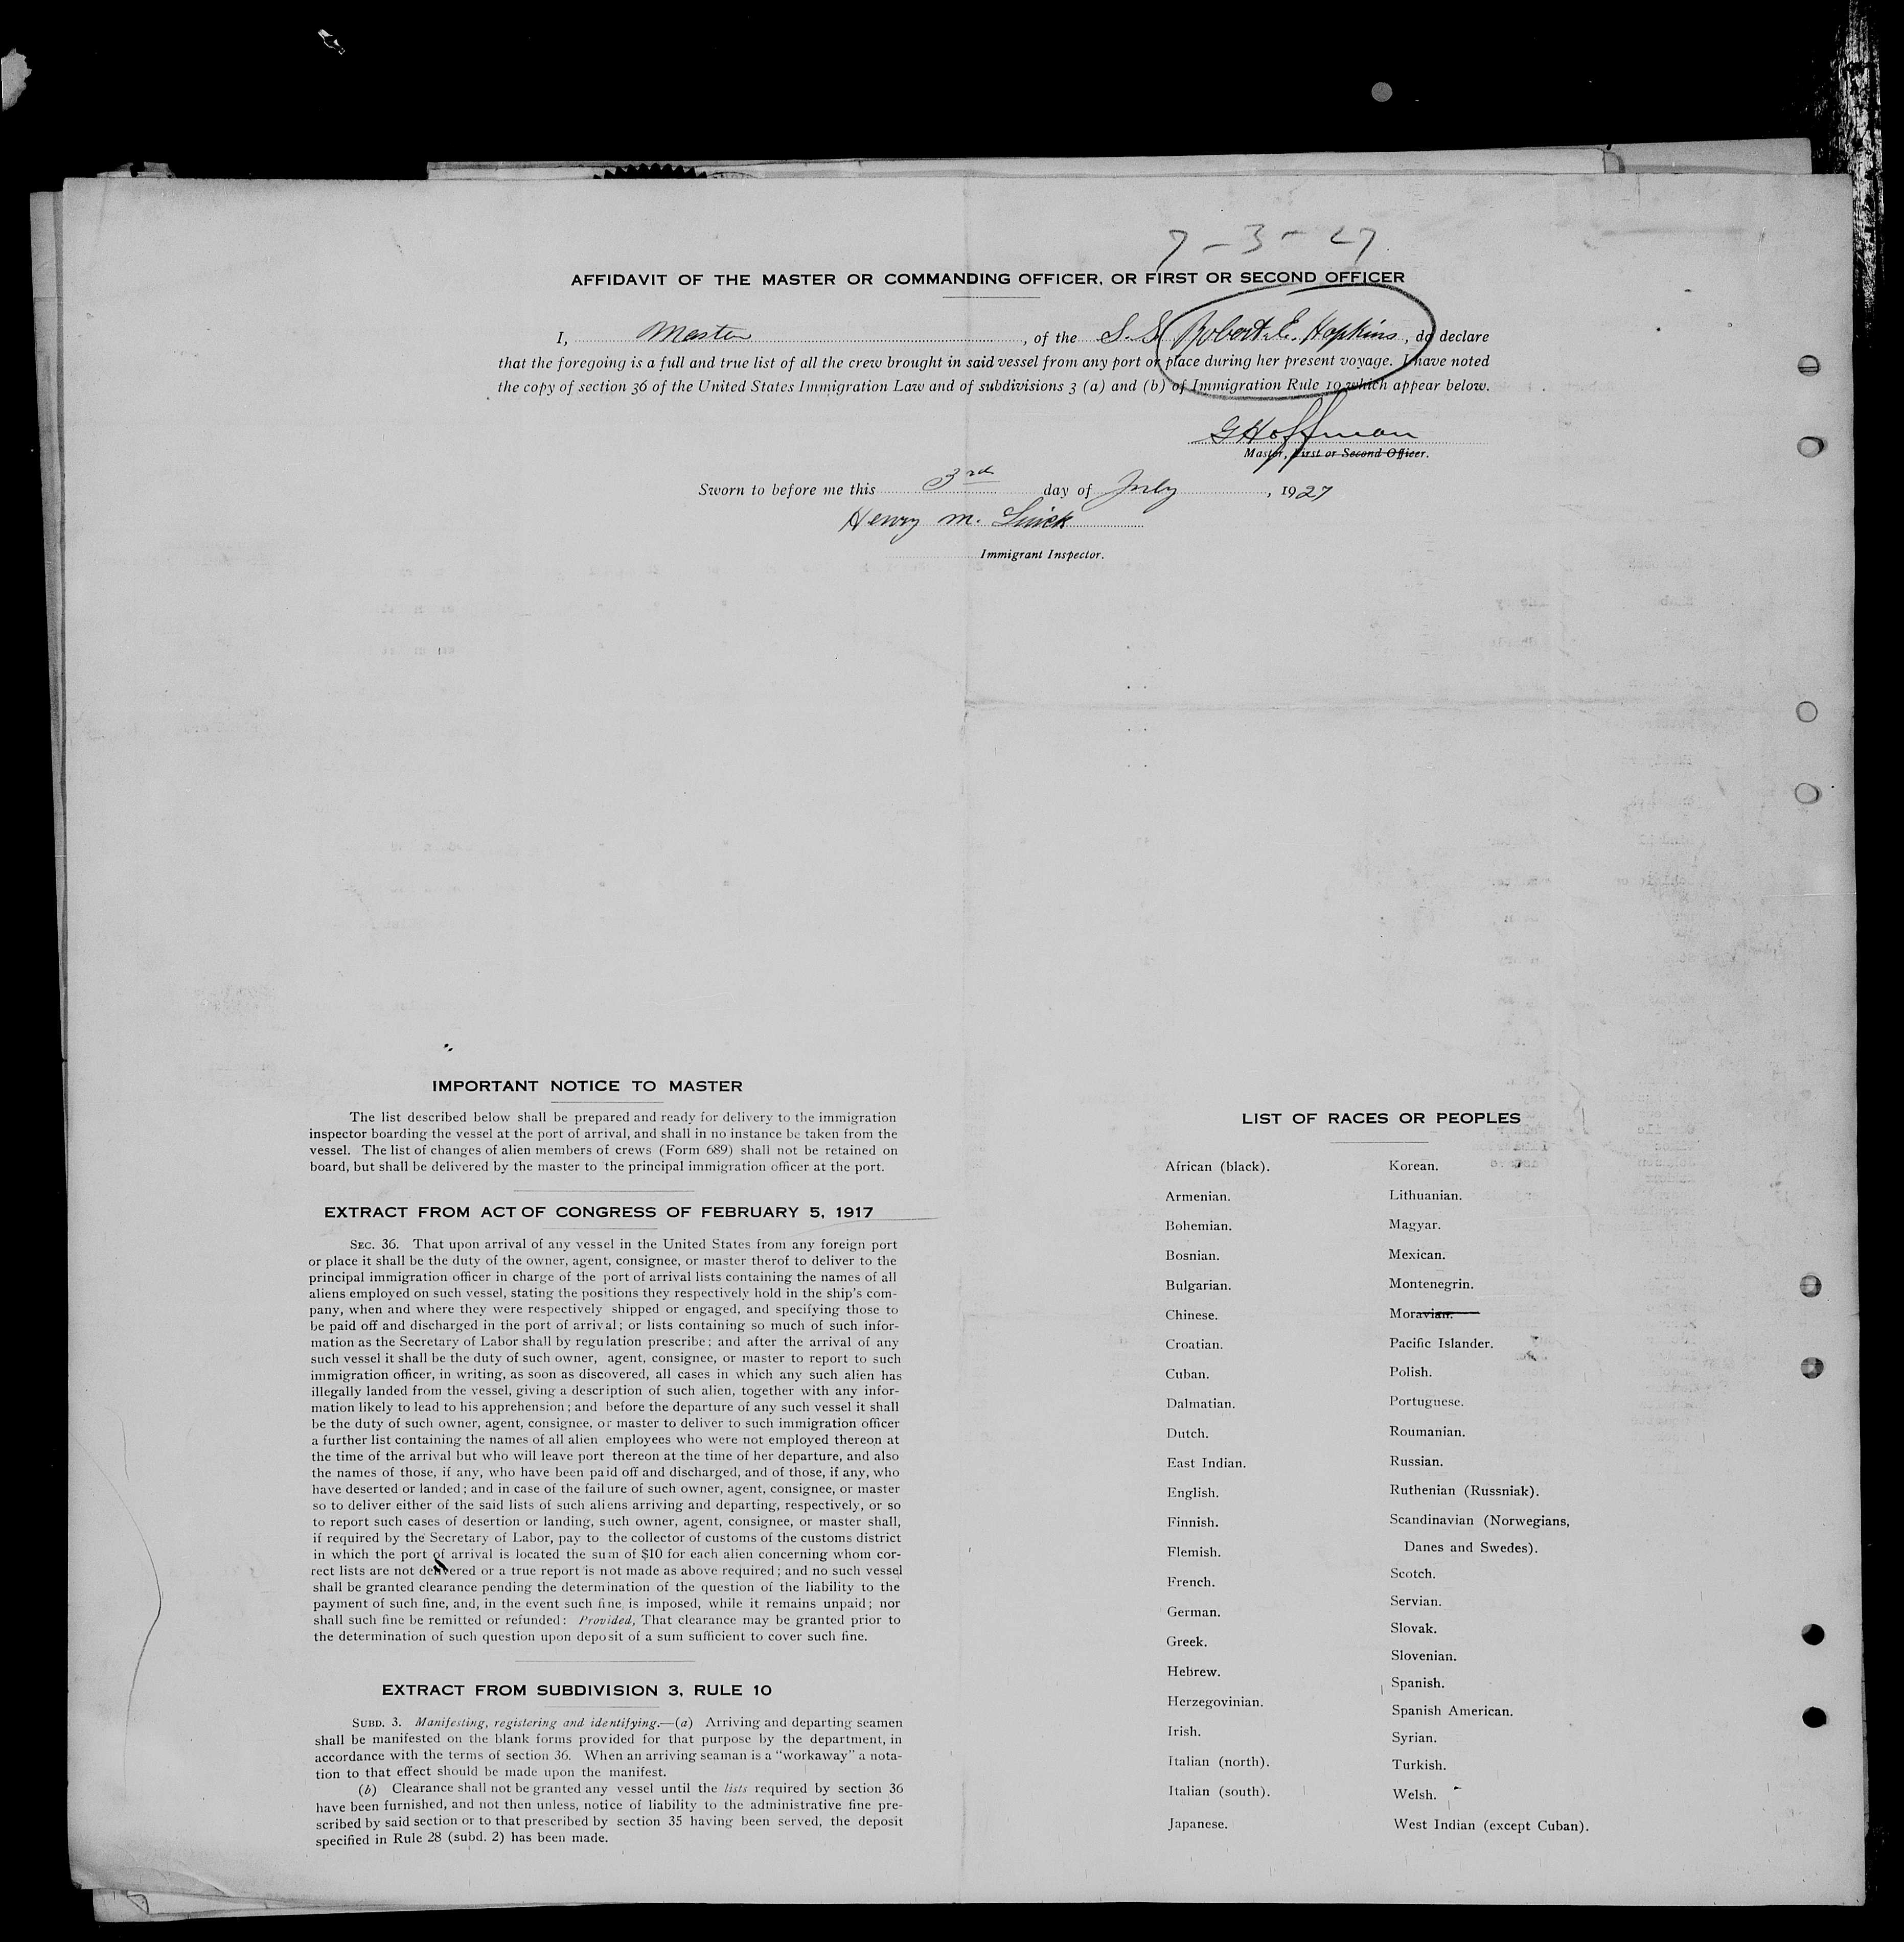 7-3-27
AFFIDAVIT OF THE MASTER OR COMMANDING OFFICER, OR FIRST OR SECOND OFFICER
I, Master, of the S.S. Robert E. Hopkins, do declare
that the foregoing is a full and true list of all the crew brought in said vessel from any port or place during her present voyage. I have noted
the copy of section 36 of the United States Immigration Law and of subdivisions 3 (a) and (b) of Immigration Rule 10 which appear below.
G Hoffman
Master, First or Second Officer.
Sworn to before me this 3rd day of July, 1927
Henry M.
Immigrant Inspector.
IMPORTANT NOTICE TO MASTER
The list described below shall be prepared and ready for delivery to the immigration
inspector boarding the vessel at the port of arrival, and shall in no instance be taken from the
vessel. The list of changes of alien members of crews (Form 689) shall not be retained on
board, but shall be delivered by the master to the principal immigration officer at the port.
EXTRACT FROM ACT OF CONGRESS OF FEBRUARY 5, 1917
SEC. 36. That upon arrival of any vessel in the United States from any foreign port
or place it shall be the duty of the owner, agent, consignee, or master therof to deliver to the
principal immigration officer in charge of the port of arrival lists containing the names of all
aliens employed on such vessel, stating the positions they respectively hold in the ship's com-
pany, when and where they were respectively shipped or engaged, and specifying those to
be paid off and discharged in the port of arrival; or lists containing so much of such infor-
mation as the Secretary of Labor shall by regulation prescribe; and after the arrival of any
such vessel it shall be the duty of such owner, agent, consignee, or master to report to such
immigration officer, in writing, as soon as discovered, all cases in which any such alien has
illegally landed from the vessel, giving a description of such alien, together with any infor-
mation likely to lead to his apprehension; and before the departure of any such vessel it shall
be the duty of such owner, agent, consignee, or master to deliver to such immigration officer
a further list containing the names of all alien employees who were not employed thereon at
the time of the arrival but who will leave port thereon at the time of her departure, and also
the names of those, if any, who have been paid off and discharged, and of those, if any, who
have deserted or landed; and in case of the failure of such owner, agent, consignee, or master
so to deliver either of the said lists of such aliens arriving and departing, respectively, or so
to report such cases of desertion or landing, such owner, agent, consignee, or master shall,
if required by the Secretary of Labor, pay to the collector of customs of the customs district
in which the port of arrival is located the sum of $10 for each alien concerning whom cor-
rect lists are not delivered or a true report is not made as above required; and no such vessel
shall be granted clearance pending the determination of the question of the liability to the
payment of such fine, and, in the event such fine is imposed, while it remains unpaid; nor
shall such fine be remitted or refunded: Provided, That clearance may be granted prior to
the determination of such question upon deposit of a sum sufficient to cover such fine.
EXTRACT FROM SUBDIVISION 3, RULE 10
SUBD. 3. Manifesting, registering and identifying.—(a) Arriving and departing seamen
shall be manifested on the blank forms provided for that purpose by the department, in
accordance with the terms of section 36. When an arriving seaman is a "workaway" a nota-
tion to that effect should be made upon the manifest.
(b) Clearance shall not be granted any vessel until the lists required by section 36
have been furnished, and not then unless, notice of liability to the administrative fine pre-
scribed by said section or to that prescribed by section 35 having been served, the deposit
specified in Rule 28 (subd. 2) has been made.
LIST OF RACES OR PEOPLES
African (black).
Armenian.
Bohemian.
Bosnian.
Bulgarian.
Chinese.
Croatian.
Cuban.
Dalmatian.
Dutch.
East Indian.
English.
Finnish.
Flemish.
French.
German.
Greek.
Hebrew.
Herzegovinian.
Irish.
Italian (north).
Italian (south).
Japanese.
Korean.
Lithuanian.
Magyar.
Mexican.
Montenegrin.
Moravian.
Pacific Islander.
Polish.
Portuguese.
Roumanian.
Russian.
Ruthenian (Russniak).
Scandinavian (Norwegians,
Danes and Swedes).
Scotch.
Servian.
Slovak.
Slovenian.
Spanish.
Spanish American.
Syrian.
Turkish.
Welsh.
West Indian (except Cuban).